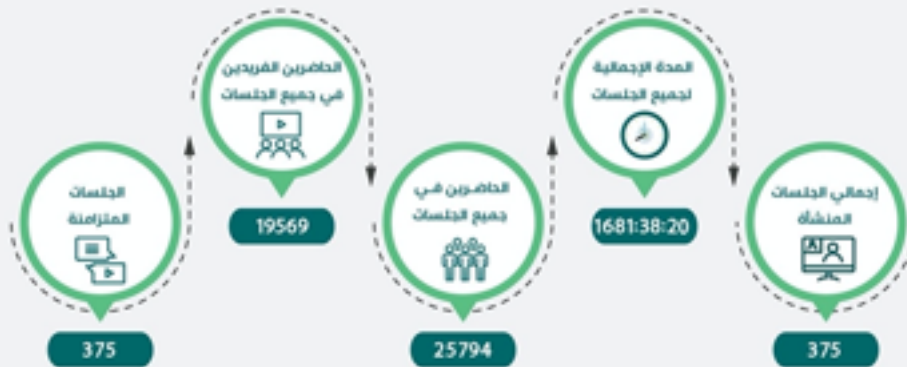 إجمالي الجلسات
المنشأة
375
المدة الإجمالية
لجميع الجلسات
1681:38:20
الحاضرين في
جميع الجلسات
25794
الحاضرين الفريدين
في جميع الجلسات
19569
الجلسات
المتزامنة
375